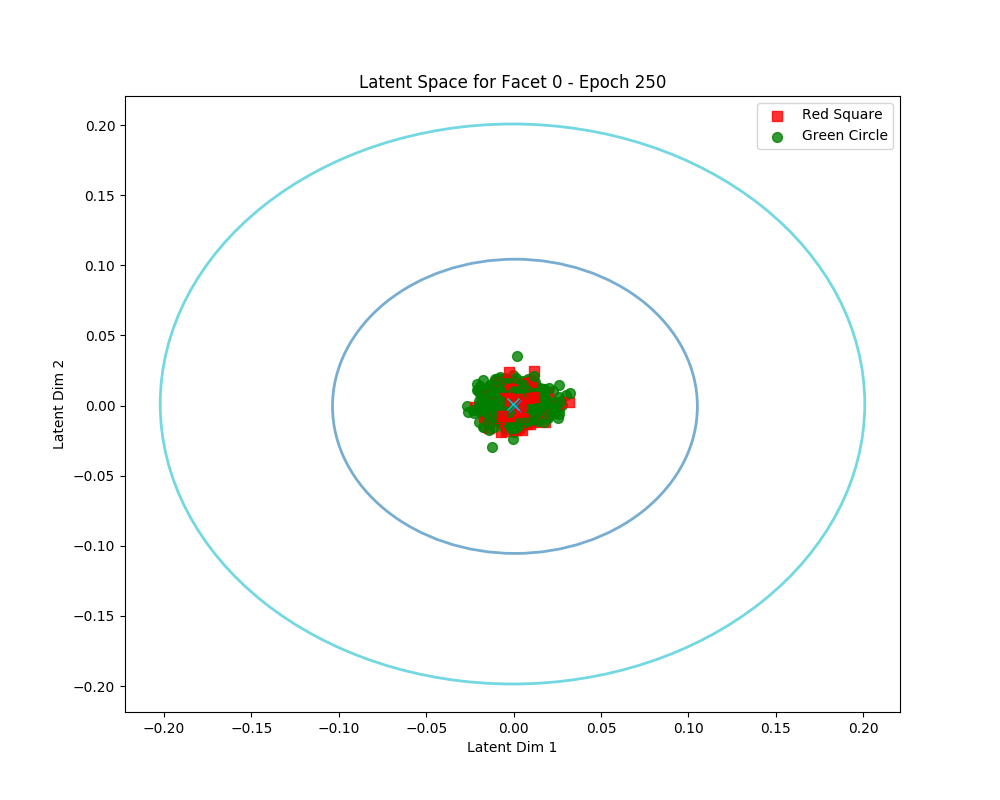 Latent Space for Facet 0 - Epoch 250
Red Square
Green Circle
0.20
0.15
0.10
0.05
0.00
−0.05
−0.10
−0.15
−0.20
Latent Dim 2
−0.20 −0.15 −0.10 −0.05 0.00 0.05 0.10 0.15 0.20
Latent Dim 1